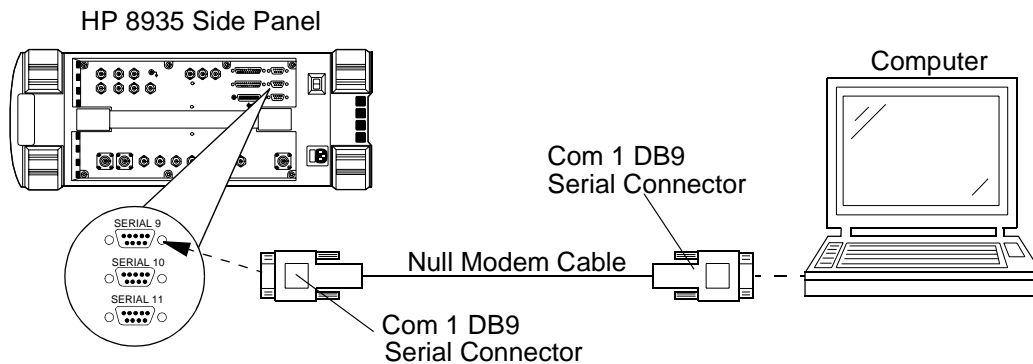 HP 8935 Side Panel
Computer
Com 1 DB9
Serial Connector
SERIAL 9
SERIAL 10
SERIAL 11
Null Modem Cable
Com 1 DB9
Serial Connector